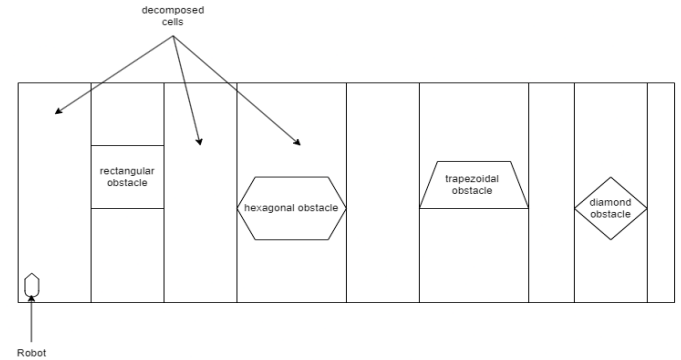 decomposed
cells
rectangular
obstacle
hexagonal obstacle
trapezoidal
obstacle
diamond
obstacle
Robot